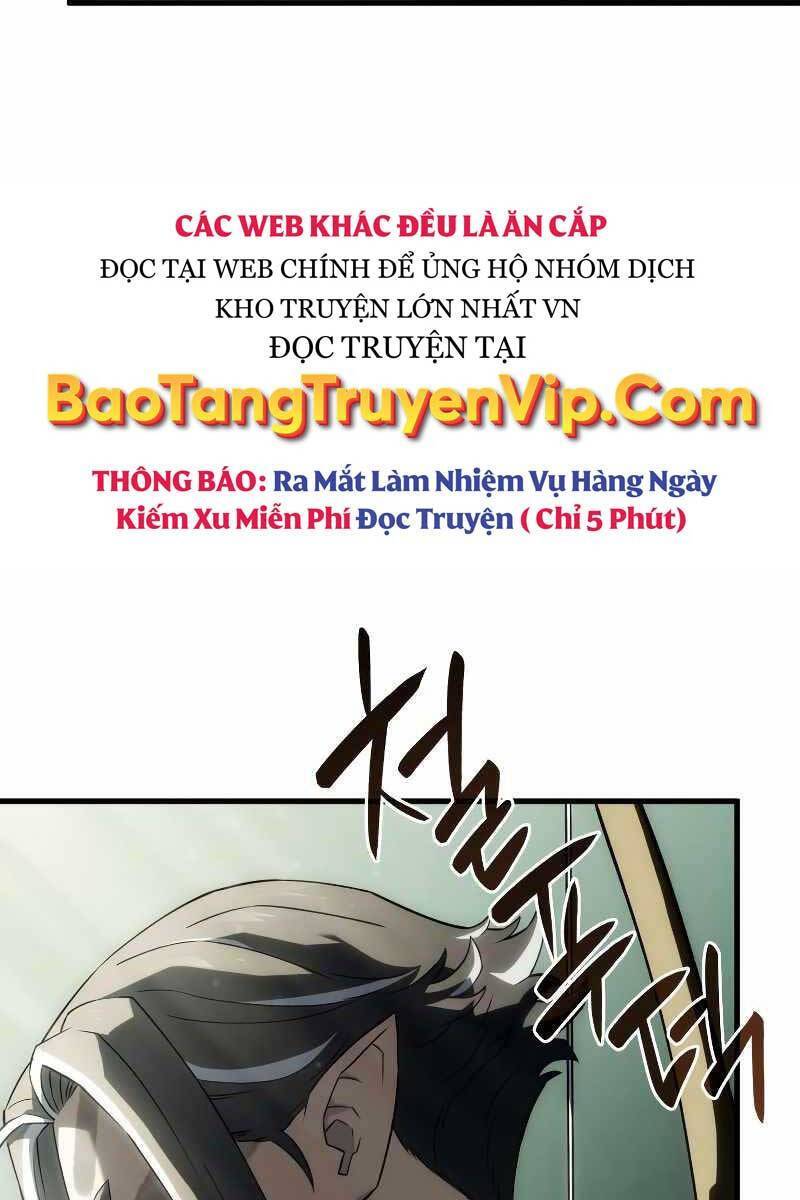 CÁC WEB KHÁC ĐỀU LÀ ĂN CẮP
ĐỌC TẠI WEB CHÍNH ĐỂ ỦNG HỘ NHÓM DỊCH
KHO TRUYỆN LỚN NHẤT VN
ĐỌC TRUYỆN TẠI
BaoTangTruyenVip.Com
THÔNG BÁO: Ra Mắt Làm Nhiệm Vụ Hàng Ngày
Kiếm Xu Miễn Phí Đọc Truyện ( Chỉ 5 Phút)